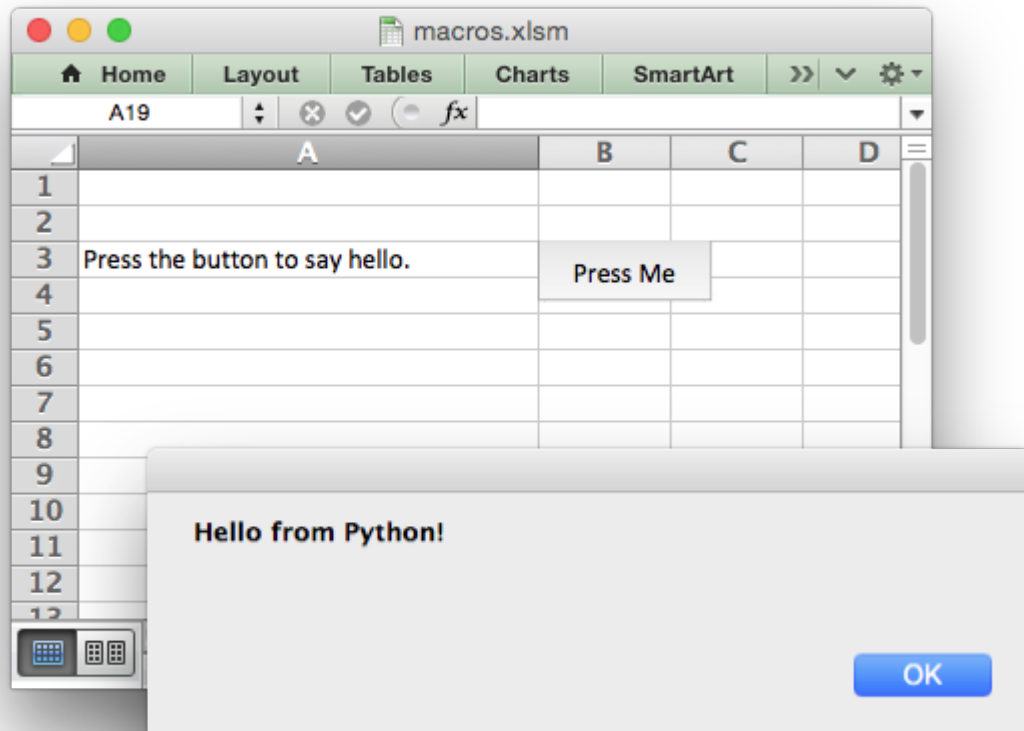 macros.xlsm
Home Layout Tables Charts SmartArt
A19 fx
A B C D
1
2
3 Press the button to say hello. Press Me
4
5
6
7
8
9
10
11
12
13
Hello from Python!
OK